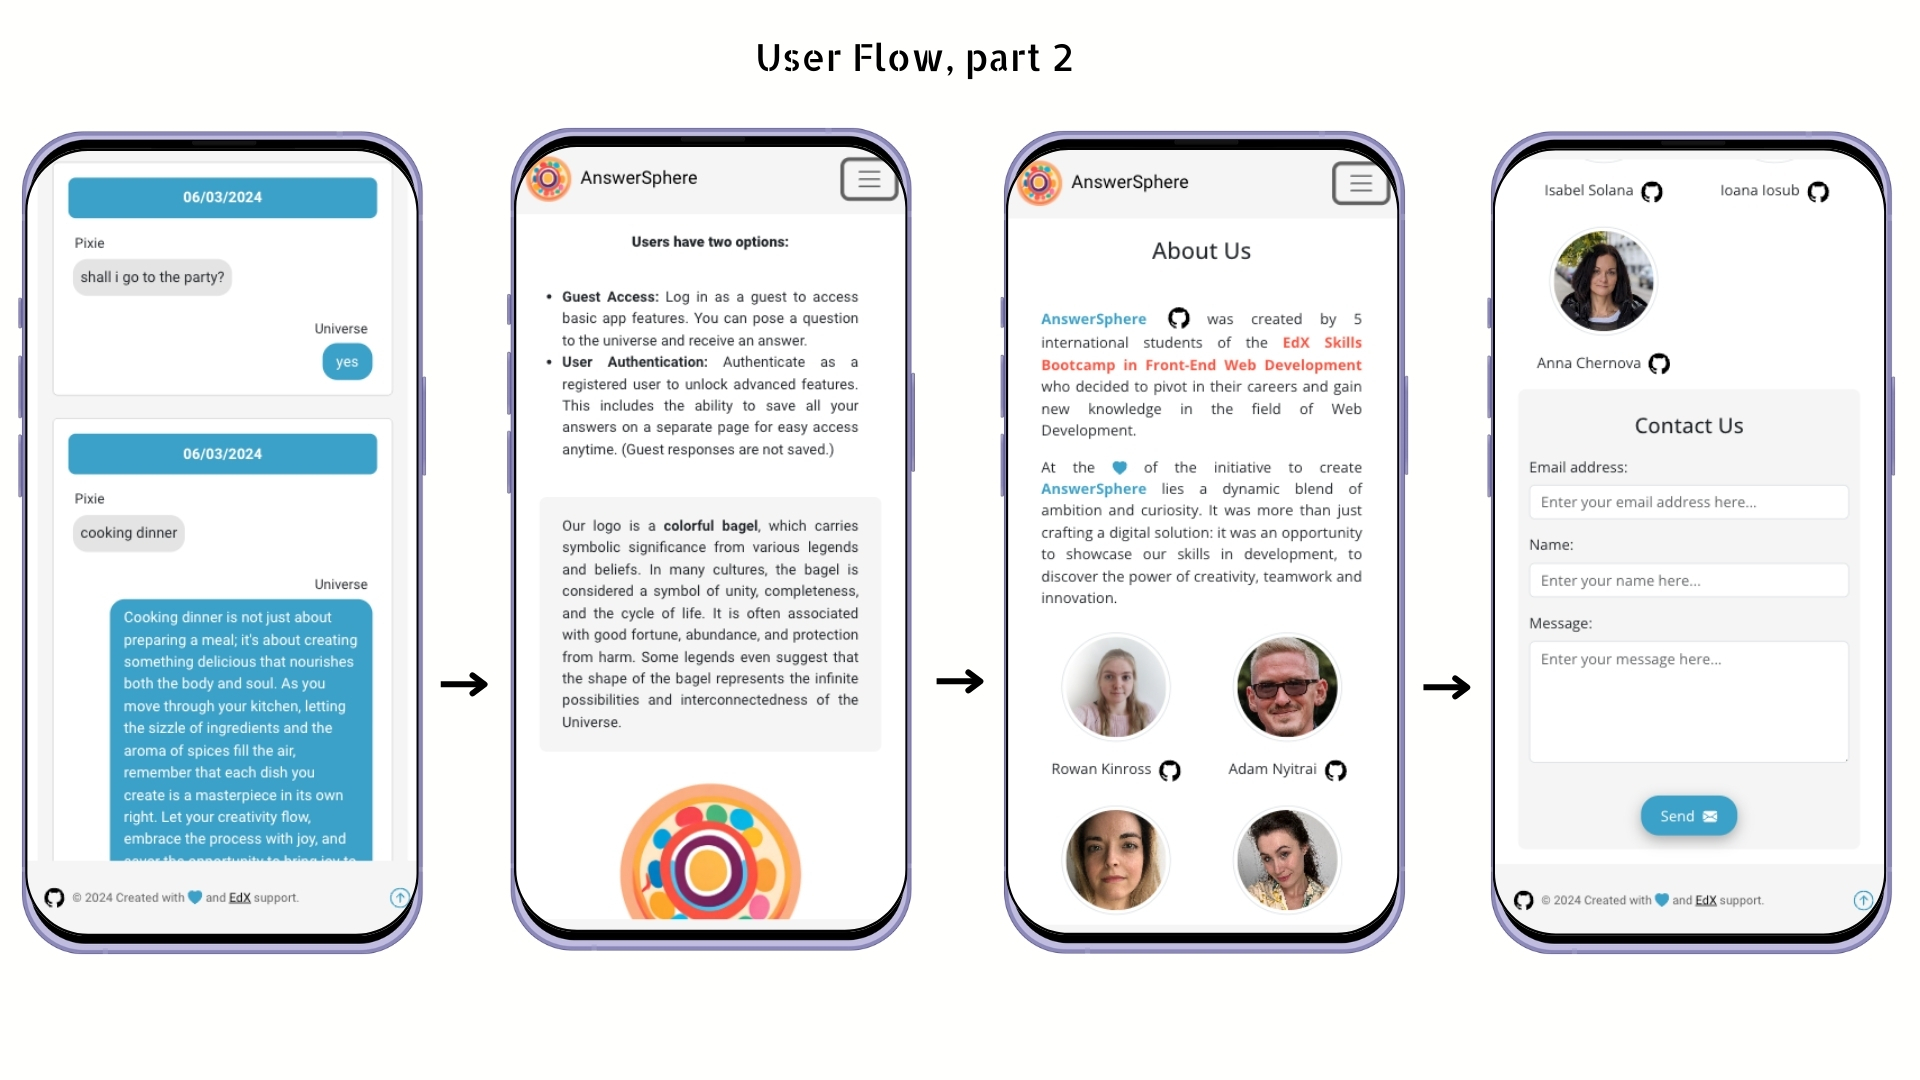 User Flow, part 2
06/03/2024
Pixie
shall i go to the party?
Universe
yes
06/03/2024
Pixie
cooking dinner
Universe
Cooking dinner is not just about
preparing a meal; it's about creating
something delicious that nourishes
both the body and soul. As you
move through your kitchen, letting
the sizzle of ingredients and the
aroma of spices fill the air,
remember that each dish you
create is a masterpiece in its own
right. Let your creativity flow,
embrace the process with joy, and
© 2024 Created with and EdX support.
AnswerSphere
Users have two options:
• Guest Access: Log in as a guest to access
basic app features. You can pose a question
to the universe and receive an answer.
• User Authentication: Authenticate as a
registered user to unlock advanced features.
This includes the ability to save all your
answers on a separate page for easy access
anytime. (Guest responses are not saved.)
Our logo is a colorful bagel, which carries
symbolic significance from various legends
and beliefs. In many cultures, the bagel is
considered a symbol of unity, completeness,
and the cycle of life. It is often associated
with good fortune, abundance, and protection
from harm. Some legends even suggest that
the shape of the bagel represents the infinite
possibilities and interconnectedness of the
Universe.
AnswerSphere
About Us
AnswerSphere was created by 5
international students of the EdX Skills
Bootcamp in Front-End Web Development
who decided to pivot in their careers and gain
new knowledge in the field of Web
Development.
At the of the initiative to create
AnswerSphere lies a dynamic blend of
ambition and curiosity. It was more than just
crafting a digital solution: it was an opportunity
to showcase our skills in development, to
discover the power of creativity, teamwork and
innovation.
Rowan Kinross
Adam Nyitrai
Isabel Solana
Ioana Iosub
Anna Chernova
Contact Us
Email address:
Enter your email address here...
Name:
Enter your name here...
Message:
Enter your message here...
Send
© 2024 Created with and EdX support.